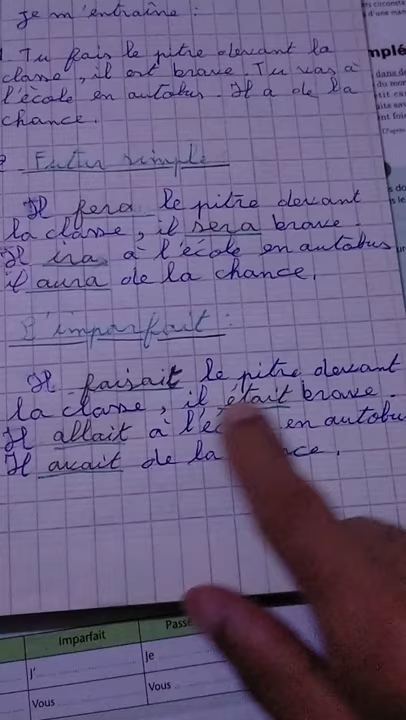 je m'entraîne :
1 Tu fais le pitre devant la
classe, il est brave. Tu vas à
l'école en autobus. Il a de la
chance.
2 Futur simple
Il fera le pitre devant
la classe, il sera brave.
Il ira à l'école en autobus
il aura de la chance.
L'imparfait :
Il faisait le pitre devant
la classe, il était brave.
Il allait à l'é en autobu
Il avait de la nce.
Imparfait
Passé
J'
Je
Vous
Vous